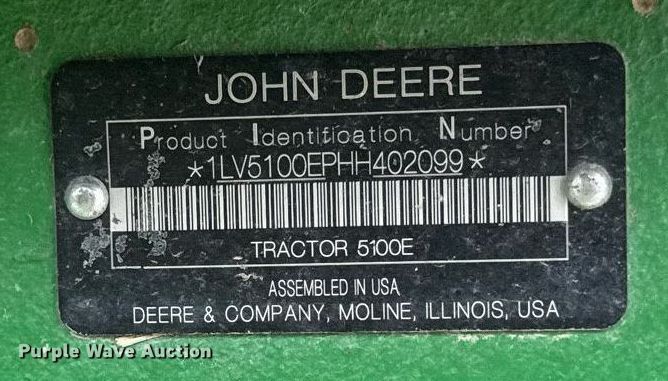 JOHN DEERE
Product Identification Number
*1LV5100EPHH402099*
TRACTOR 5100E
ASSEMBLED IN USA
DEERE & COMPANY, MOLINE, ILLINOIS, USA
Purple Wave Auction